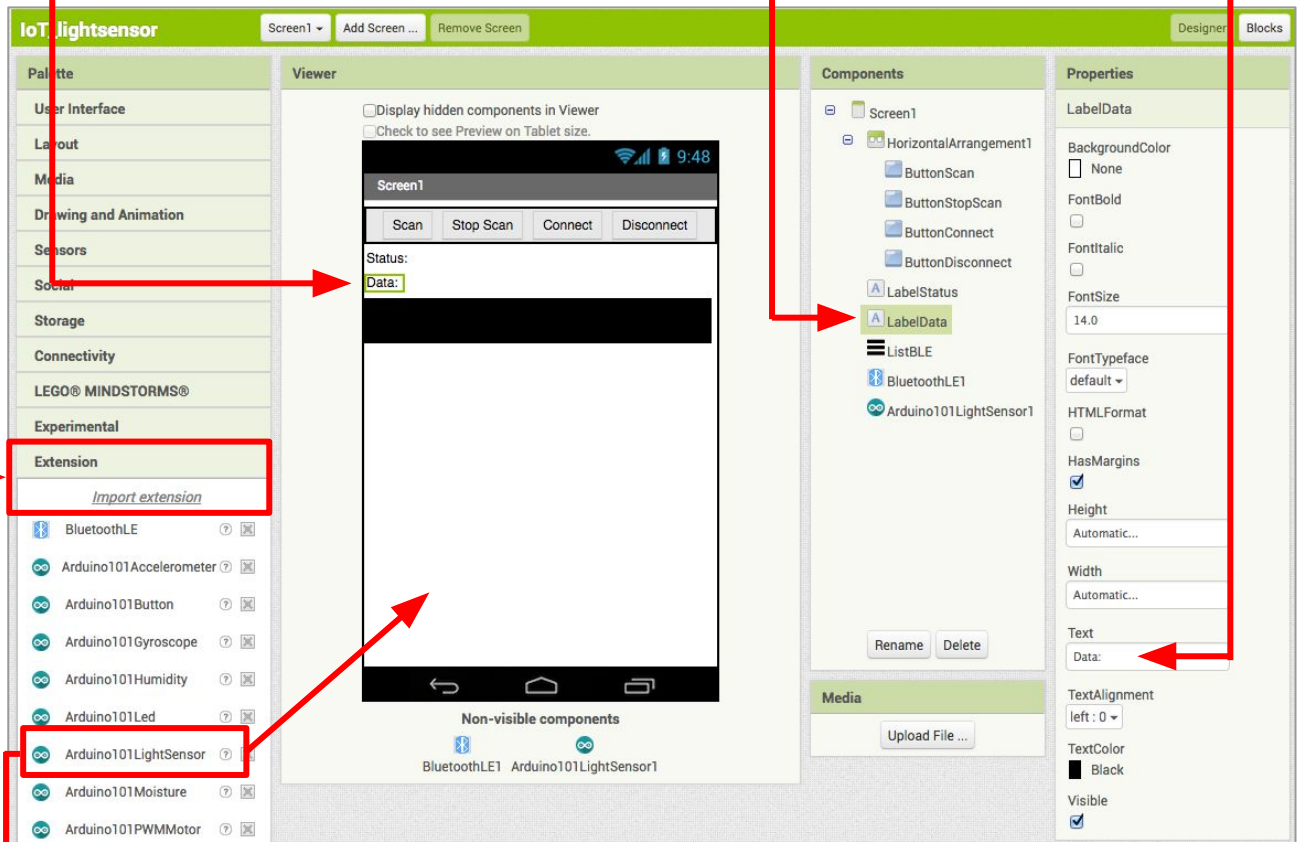 IoT_lightsensor
Screen1
Add Screen ...
Remove Screen
Designer
Blocks
Palette
User Interface
Layout
Media
Drawing and Animation
Sensors
Social
Storage
Connectivity
LEGO® MINDSTORMS®
Experimental
Extension
Import extension
BluetoothLE
Arduino101Accelerometer
Arduino101Button
Arduino101Gyroscope
Arduino101Humidity
Arduino101Led
Arduino101LightSensor
Arduino101Moisture
Arduino101PWMMotor
Viewer
Display hidden components in Viewer
Check to see Preview on Tablet size.
9:48
Screen1
Scan Stop Scan Connect Disconnect
Status:
Data:
Non-visible components
BluetoothLE1 Arduino101LightSensor1
Components
Screen1
HorizontalArrangement1
ButtonScan
ButtonStopScan
ButtonConnect
ButtonDisconnect
LabelStatus
LabelData
ListBLE
BluetoothLE1
Arduino101LightSensor1
Rename Delete
Media
Upload File ...
Properties
LabelData
BackgroundColor
None
FontBold
FontItalic
FontSize
14.0
FontTypeface
default
HTMLFormat
HasMargins
Height
Automatic...
Width
Automatic...
Text
Data:
TextAlignment
left : 0
TextColor
Black
Visible